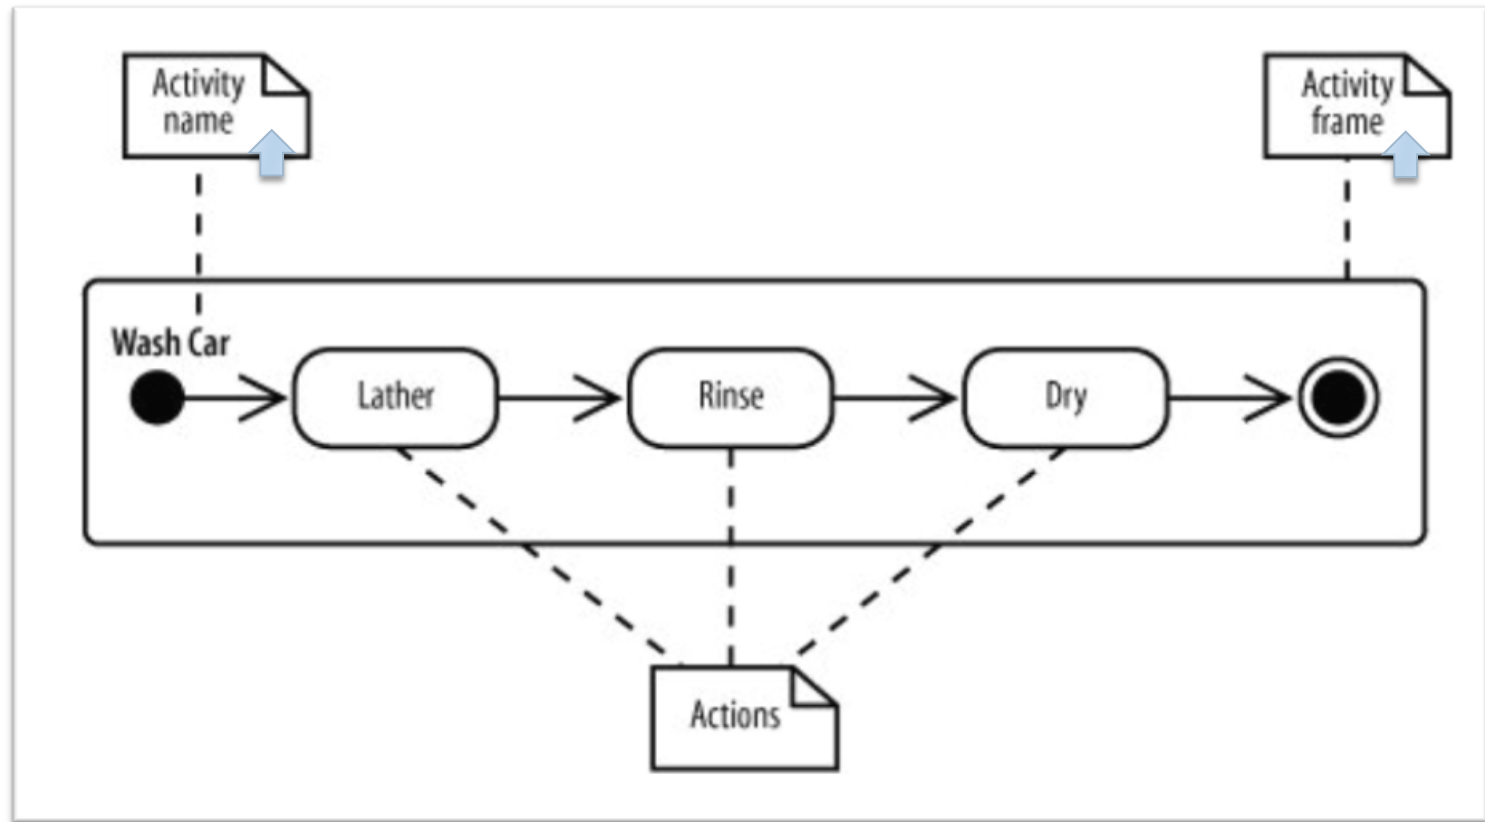 Activity
name
Activity
frame
Wash Car
Lather
Rinse
Dry
Actions